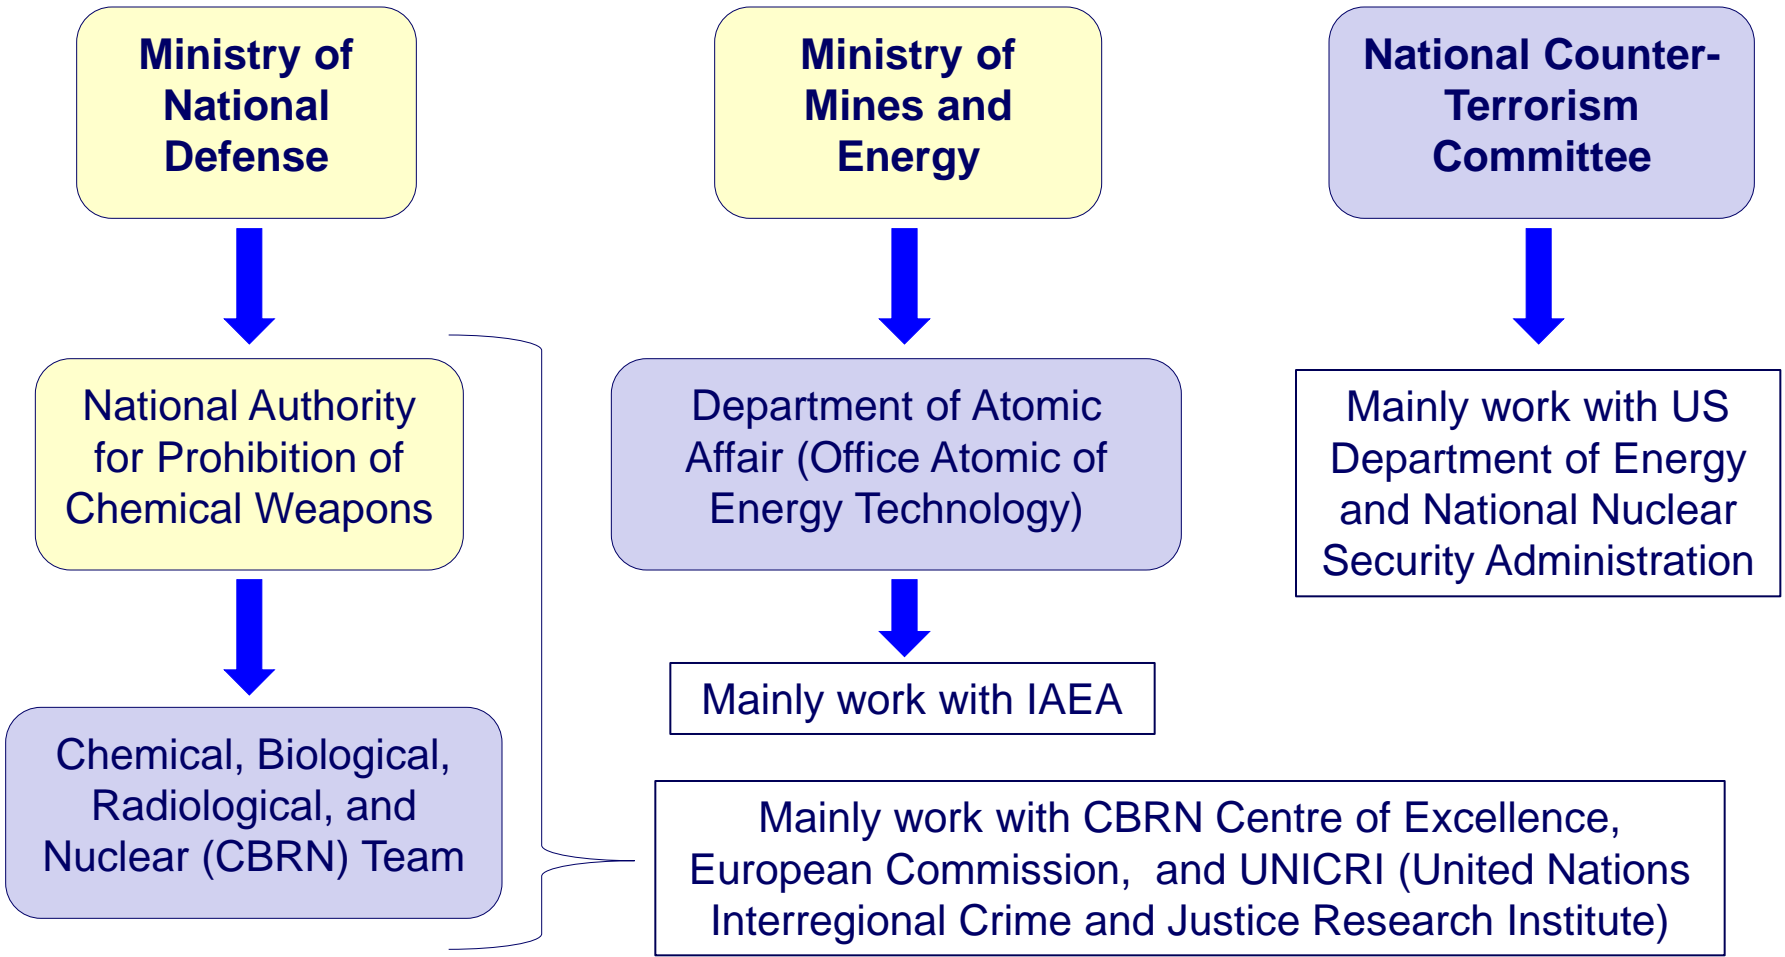 Ministry of
National
Defense
National Authority
for Prohibition of
Chemical Weapons
Chemical, Biological,
Radiological, and
Nuclear (CBRN) Team
Ministry of
Mines and
Energy
Department of Atomic
Affair (Office Atomic of
Energy Technology)
Mainly work with IAEA
Mainly work with CBRN Centre of Excellence,
European Commission,  and UNICRI (United Nations
Interregional Crime and Justice Research Institute)
National Counter-
Terrorism
Committee
Mainly work with US
Department of Energy
and National Nuclear
Security Administration